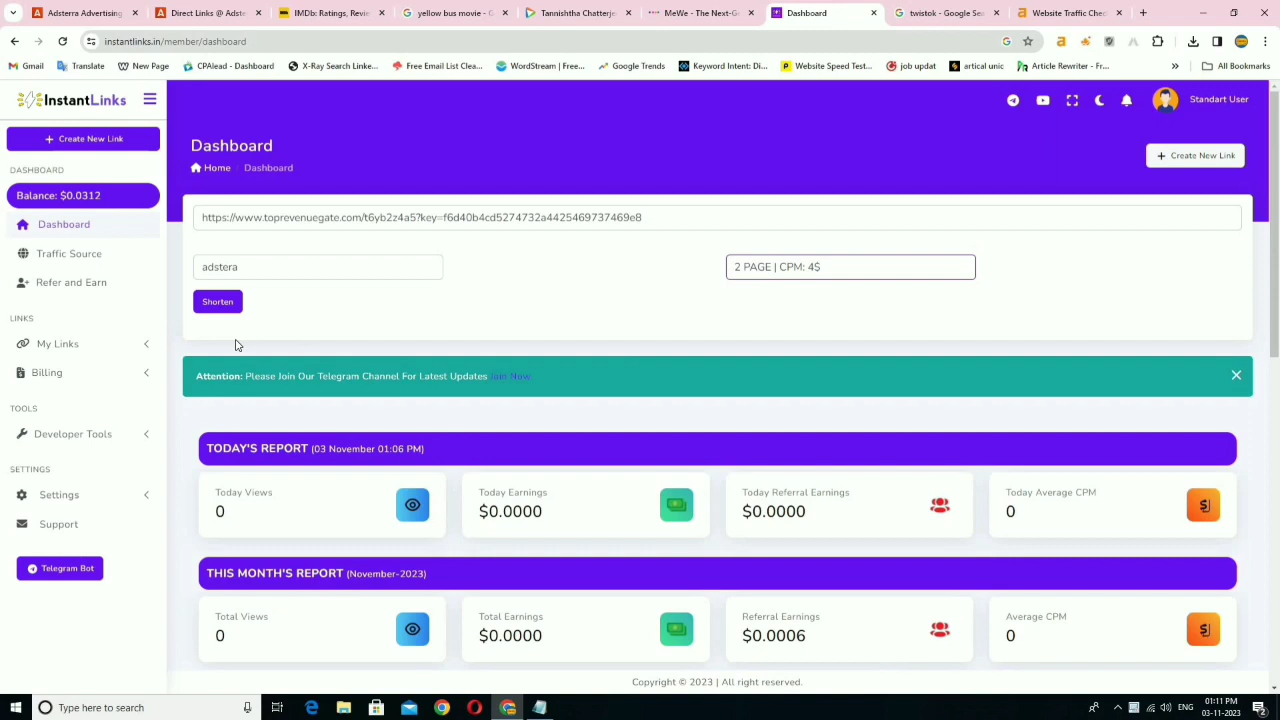 Adsterra Advertising
Direct Links @ Adste
IMDb: Ratings, Revie
yellow bus movie - G
Tannishtha Chatterje
MeWe - The Next-
Dashboard
twistok - Google Sea
Website Traffic Chec
instantlinks.in/member/dashboard
Gmail
Translate
New Page
CPAlead - Dashboard
X-Ray Search Linke...
Free Email List Clea...
WordStream | Free...
Google Trends
Keyword Intent: Di...
Website Speed Test...
job updat
artical unic
Article Rewriter - Fr...
All Bookmarks
InstantLinks
Standart User
Create New Link
DASHBOARD
Balance: $0.0312
Dashboard
Traffic Source
Refer and Earn
LINKS
My Links
Billing
TOOLS
Developer Tools
SETTINGS
Settings
Support
Telegram Bot
Dashboard
Home / Dashboard
Create New Link
https://www.toprevenuegate.com/t6yb2z4a5?key=f6d40b4cd5274732a4425469737469e8
adstera
2 PAGE | CPM: 4$
Shorten
Attention: Please Join Our Telegram Channel For Latest Updates
TODAY'S REPORT (03 November 01:06 PM)
Today Views
0
Today Earnings
$0.0000
Today Referral Earnings
$0.0000
Today Average CPM
0
THIS MONTH'S REPORT (November-2023)
Total Views
0
Total Earnings
$0.0000
Referral Earnings
$0.0006
Average CPM
0
Copyright © 2023 | All right reserved.
Type here to search
ENG
01:11 PM
03-11-2023
2